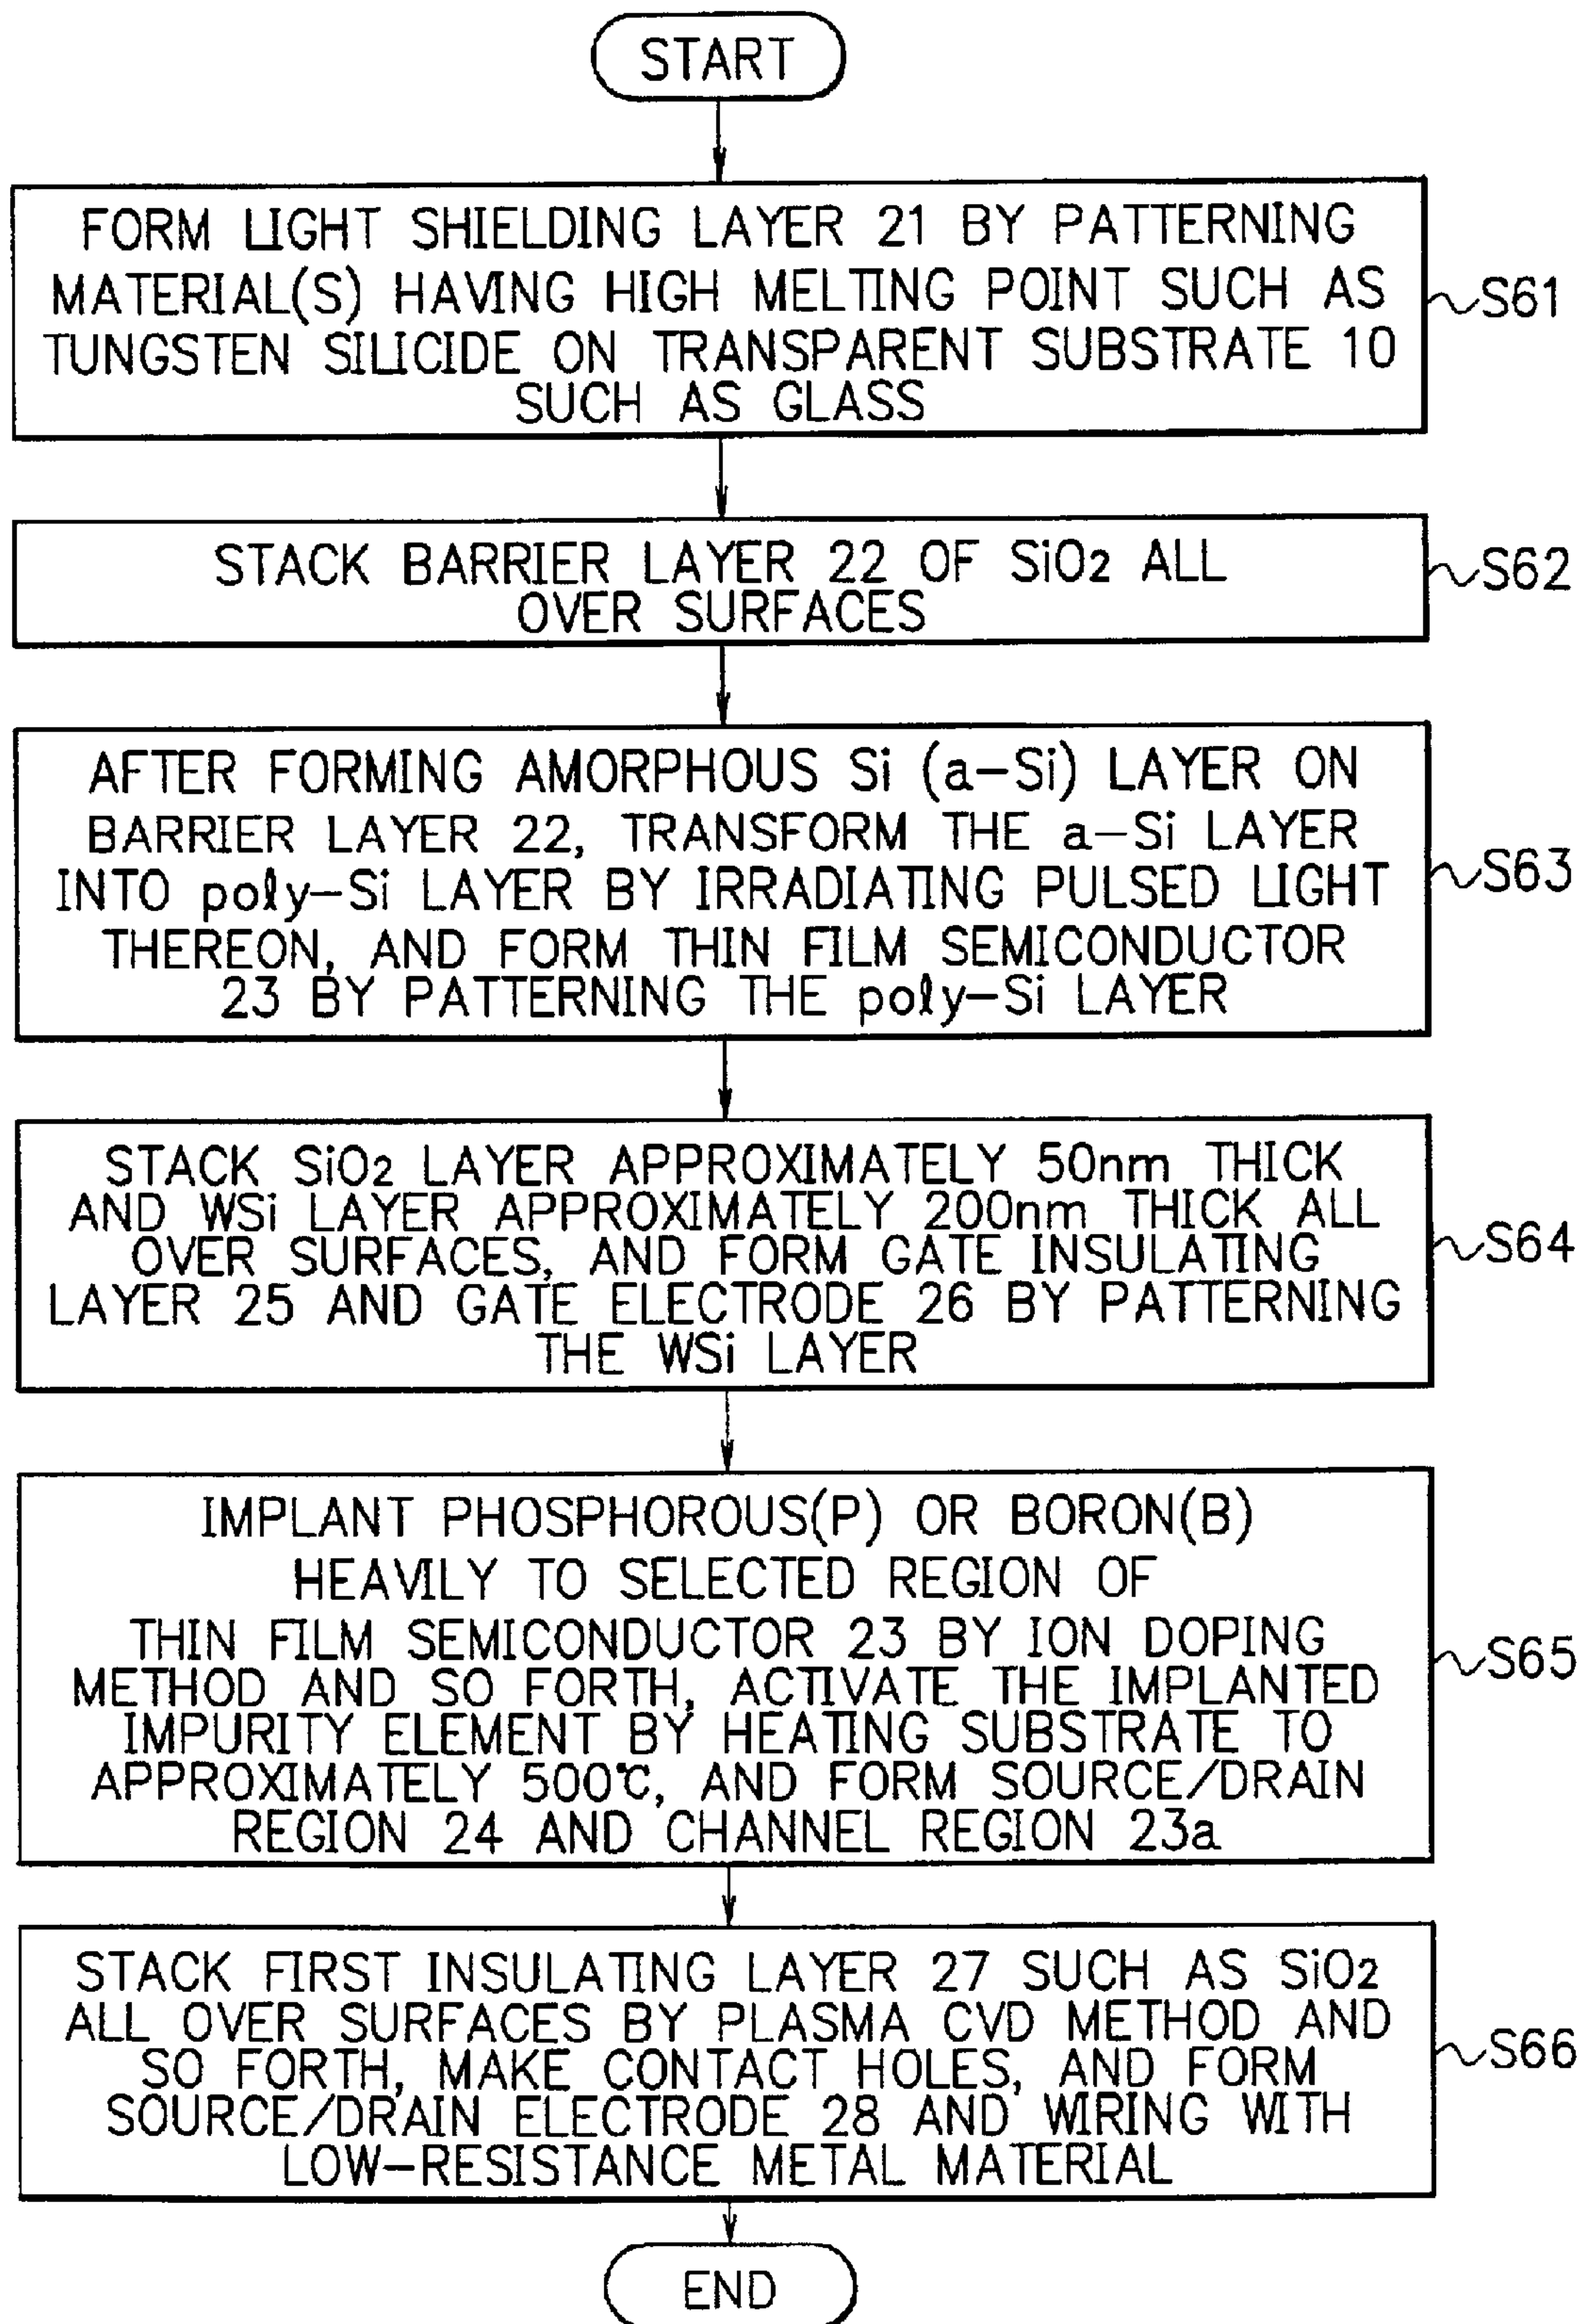 START
FORM LIGHT SHIELDING LAYER 21 BY PATTERNING
MATERIAL(S) HAVING HIGH MELTING POINT SUCH AS
TUNGSTEN SILICIDE ON TRANSPARENT SUBSTRATE 10
SUCH AS GLASS
S61
STACK BARRIER LAYER 22 OF SiO2 ALL
OVER SURFACES
S62
AFTER FORMING AMORPHOUS Si (a-Si) LAYER ON
BARRIER LAYER 22, TRANSFORM THE a-Si LAYER
INTO poly-Si LAYER BY IRRADIATING PULSED LIGHT
THEREON, AND FORM THIN FILM SEMICONDUCTOR
23 BY PATTERNING THE poly-Si LAYER
S63
STACK SiO2 LAYER APPROXIMATELY 50nm THICK
AND WSi LAYER APPROXIMATELY 200nm THICK ALL
OVER SURFACES, AND FORM GATE INSULATING
LAYER 25 AND GATE ELECTRODE 26 BY PATTERNING
THE WSi LAYER
S64
IMPLANT PHOSPHOROUS(P) OR BORON(B)
HEAVILY TO SELECTED REGION OF
THIN FILM SEMICONDUCTOR 23 BY ION DOPING
METHOD AND SO FORTH, ACTIVATE THE IMPLANTED
IMPURITY ELEMENT BY HEATING SUBSTRATE TO
APPROXIMATELY 500℃, AND FORM SOURCE/DRAIN
REGION 24 AND CHANNEL REGION 23a
S65
STACK FIRST INSULATING LAYER 27 SUCH AS SiO2
ALL OVER SURFACES BY PLASMA CVD METHOD AND
SO FORTH, MAKE CONTACT HOLES, AND FORM
SOURCE/DRAIN ELECTRODE 28 AND WIRING WITH
LOW-RESISTANCE METAL MATERIAL
S66
END